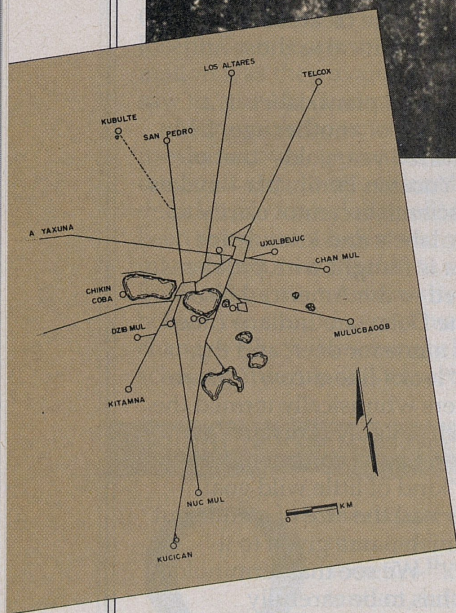 LOS ALTARES
TELCOX
KUBULTE
SAN PEDRO
A YAXUNA
UXULBEUUC
CHAN MUL
CHIKIN
COBA
DZIB MUL
MULUCBAOOB
KITAMNA
NUC MUL
KUCICAN
0
KM